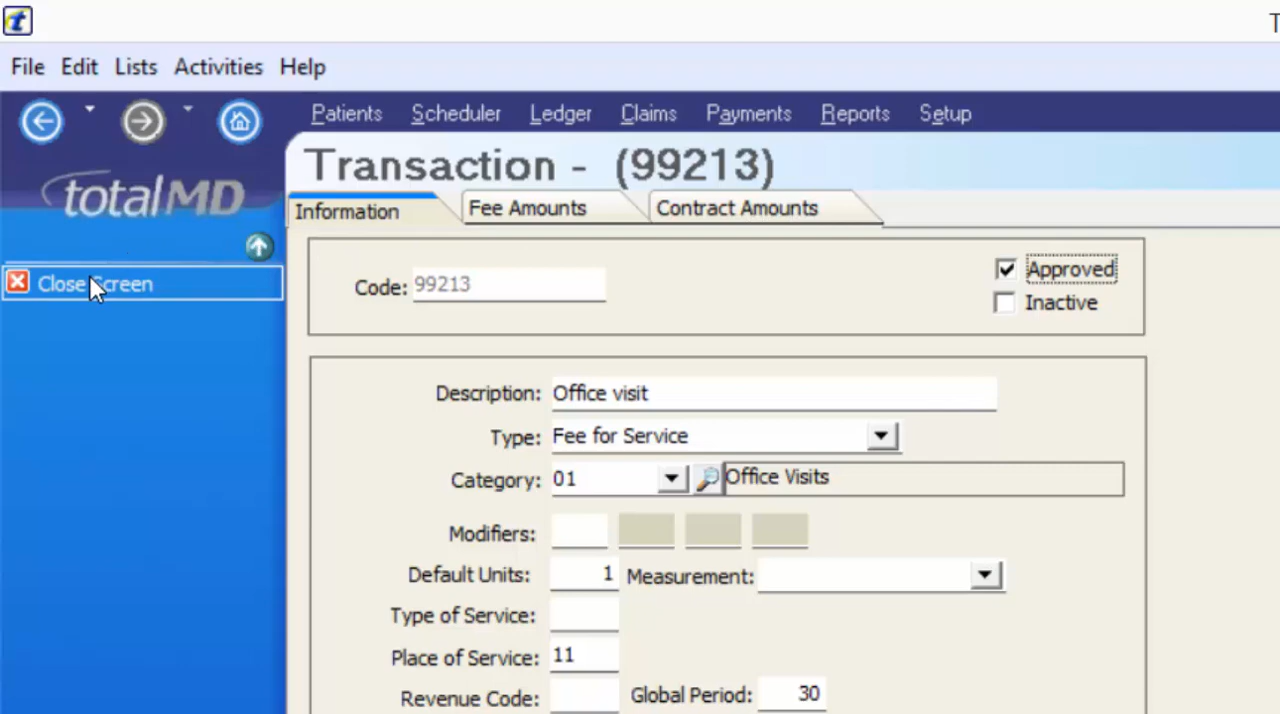 T
File Edit Lists Activities Help
Patients Scheduler Ledger Claims Payments Reports Setup
Transaction - (99213)
totalMD
Information Fee Amounts Contract Amounts
Close Screen
Code: 99213
Approved
Inactive
Description: Office visit
Type: Fee for Service
Category: 01 Office Visits
Modifiers:
Default Units: 1 Measurement:
Type of Service:
Place of Service: 11
Revenue Code: Global Period: 30